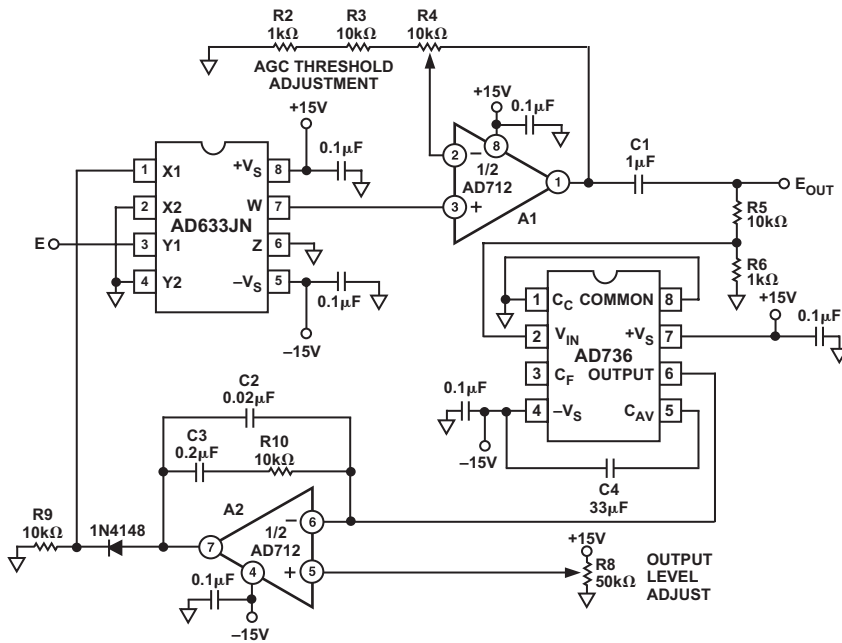 R2
1kΩ
R3
10kΩ
R4
10kΩ
AGC THRESHOLD
ADJUSTMENT
+15V
0.1µF
+15V
0.1µF
C1
1µF
1
X1
+VS
8
2
X2
W
7
AD633JN
E
3
Y1
Z
6
4
Y2
–VS
5
0.1µF
–15V
2
–
8
1/2
AD712
1
3
+
A1
EOUT
R5
10kΩ
R6
1kΩ
+15V
0.1µF
1
CC
COMMON
8
2
VIN
+VS
7
AD736
3
CF
OUTPUT
6
0.1µF
4
–VS
CAV
5
–15V
C4
33µF
C2
0.02µF
C3
0.2µF
R10
10kΩ
A2
R9
10kΩ
1N4148
7
1/2
AD712
–
6
+
5
4
0.1µF
–15V
+15V
R8
50kΩ
OUTPUT
LEVEL
ADJUST